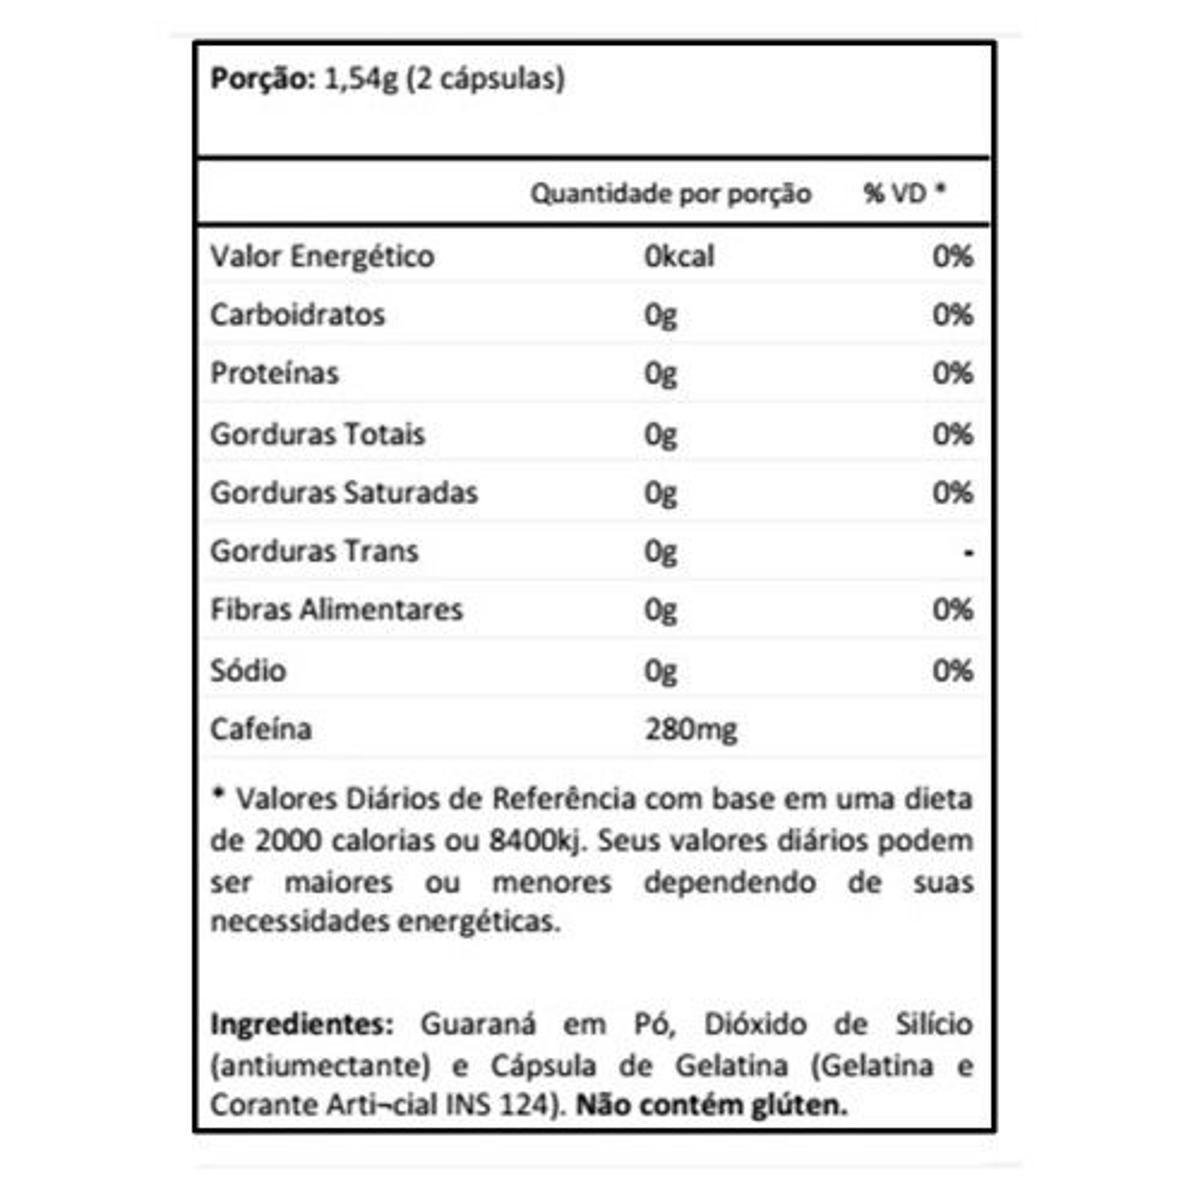 Porção: 1,54g (2 cápsulas)
Quantidade por porção % VD *
Valor Energético 0kcal 0%
Carboidratos 0g 0%
Proteínas 0g 0%
Gorduras Totais 0g 0%
Gorduras Saturadas 0g 0%
Gorduras Trans 0g -
Fibras Alimentares 0g 0%
Sódio 0g 0%
Cafeína 280mg
* Valores Diários de Referência com base em uma dieta
de 2000 calorias ou 8400kj. Seus valores diários podem
ser maiores ou menores dependendo de suas
necessidades energéticas.
Ingredientes: Guaraná em Pó, Dióxido de Silício
(antiumectante) e Cápsula de Gelatina (Gelatina e
Corante Arti¬cial INS 124). Não contém glúten.